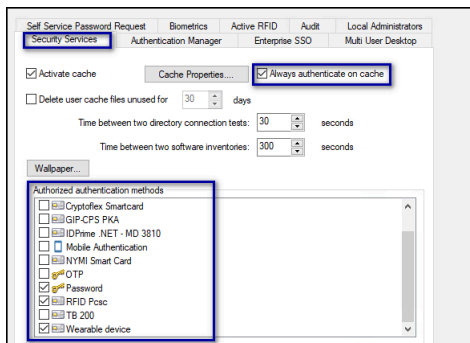 Self Service Password Request Biometrics Active RFID Audit Local Administrators
Security Services Authentication Manager Enterprise SSO Multi User Desktop
Activate cache Cache Properties.... Always authenticate on cache
Delete user cache files unused for 30 days
Time between two directory connection tests: 30 seconds
Time between two software inventories: 300 seconds
Wallpaper...
Authorized authentication methods
Cryptoflex Smartcard
GIP-CPS PKA
IDPrime .NET - MD 3810
Mobile Authentication
NYMI Smart Card
OTP
Password
RFID Pcsc
TB 200
Wearable device